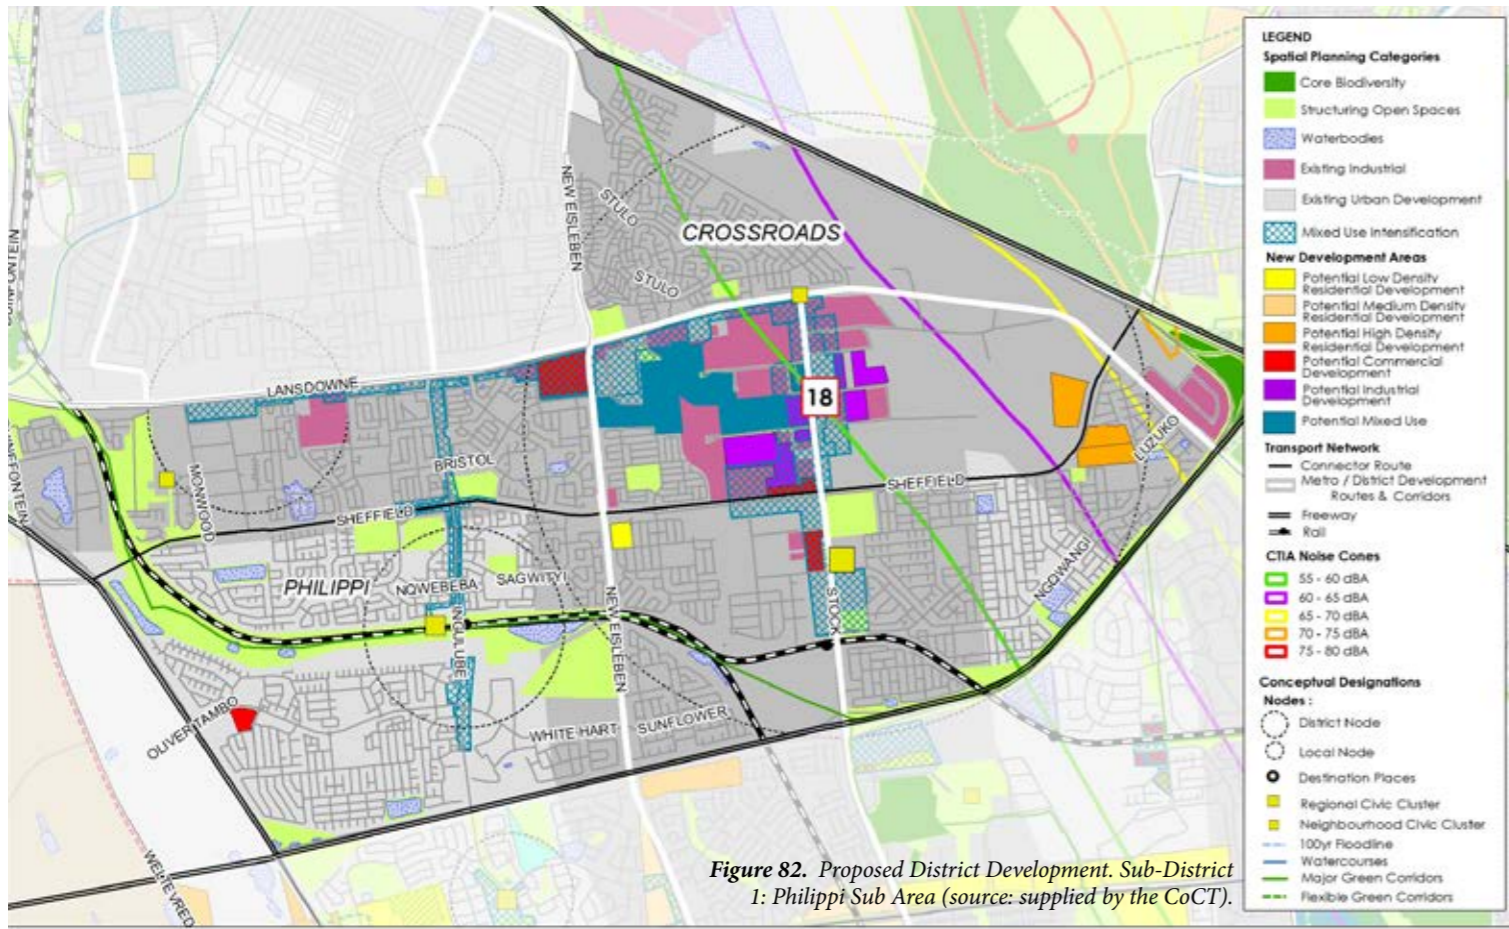 NEW EISLEBEN
STULO
CROSSROADS
STULO
LANSDOWNE
18
BRISTOL
MONWOOD
SHEFFIELD
SHEFFIELD
LUZUKO
PHILIPPI
NQWEBEBA
SAGWITYI
INGULUBE
NEW EISLEBEN
STOCK
NGQWANGI
OLIVER TAMBO
WHITE HART
SUNFLOWER
WELTEVRED
Figure 82. Proposed District Development. Sub-District
1: Philippi Sub Area (source: supplied by the CoCT).
LEGEND
Spatial Planning Categories
Core Biodiversity
Structuring Open Spaces
Waterbodies
Existing Industrial
Existing Urban Development
Mixed Use Intensification
New Development Areas
Potential Low Density
Residential Development
Potential Medium Density
Residential Development
Potential High Density
Residential Development
Potential Commercial
Development
Potential Industrial
Development
Potential Mixed Use
Transport Network
Connector Route
Metro / District Development
Routes & Corridors
Freeway
Rail
CTIA Noise Cones
55 - 60 dBA
60 - 65 dBA
65 - 70 dBA
70 - 75 dBA
75 - 80 dBA
Conceptual Designations
Nodes :
District Node
Local Node
Destination Places
Regional Civic Cluster
Neighbourhood Civic Cluster
100yr Floodline
Watercourses
Major Green Corridors
Flexible Green Corridors